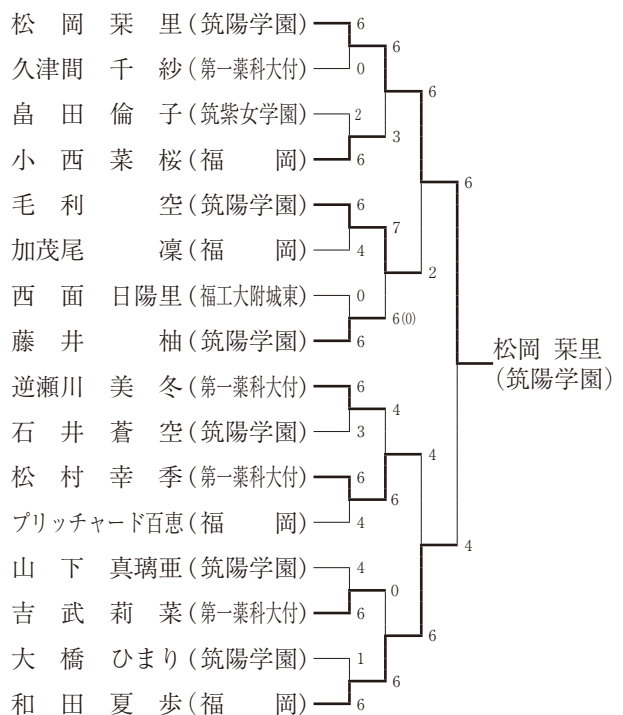 松岡栞里(筑陽学園) 6
6
久津間千紗(第一薬科大付) 0
6
畠田倫子(筑紫女学園) 2
3
小西菜桜(福岡) 6
6
毛利空(筑陽学園) 6
7
加茂尾凜(福岡) 4
2
西面日陽里(福工大附城東) 0
6(0)
藤井柚(筑陽学園) 6
松岡 栞里
(筑陽学園)
逆瀬川美冬(第一薬科大付) 6
4
石井蒼空(筑陽学園) 3
4
松村幸季(第一薬科大付) 6
6
プリッチャード百恵(福岡) 4
4
山下真璃亜(筑陽学園) 4
0
吉武莉菜(第一薬科大付) 6
6
大橋ひまり(筑陽学園) 1
6
和田夏歩(福岡) 6